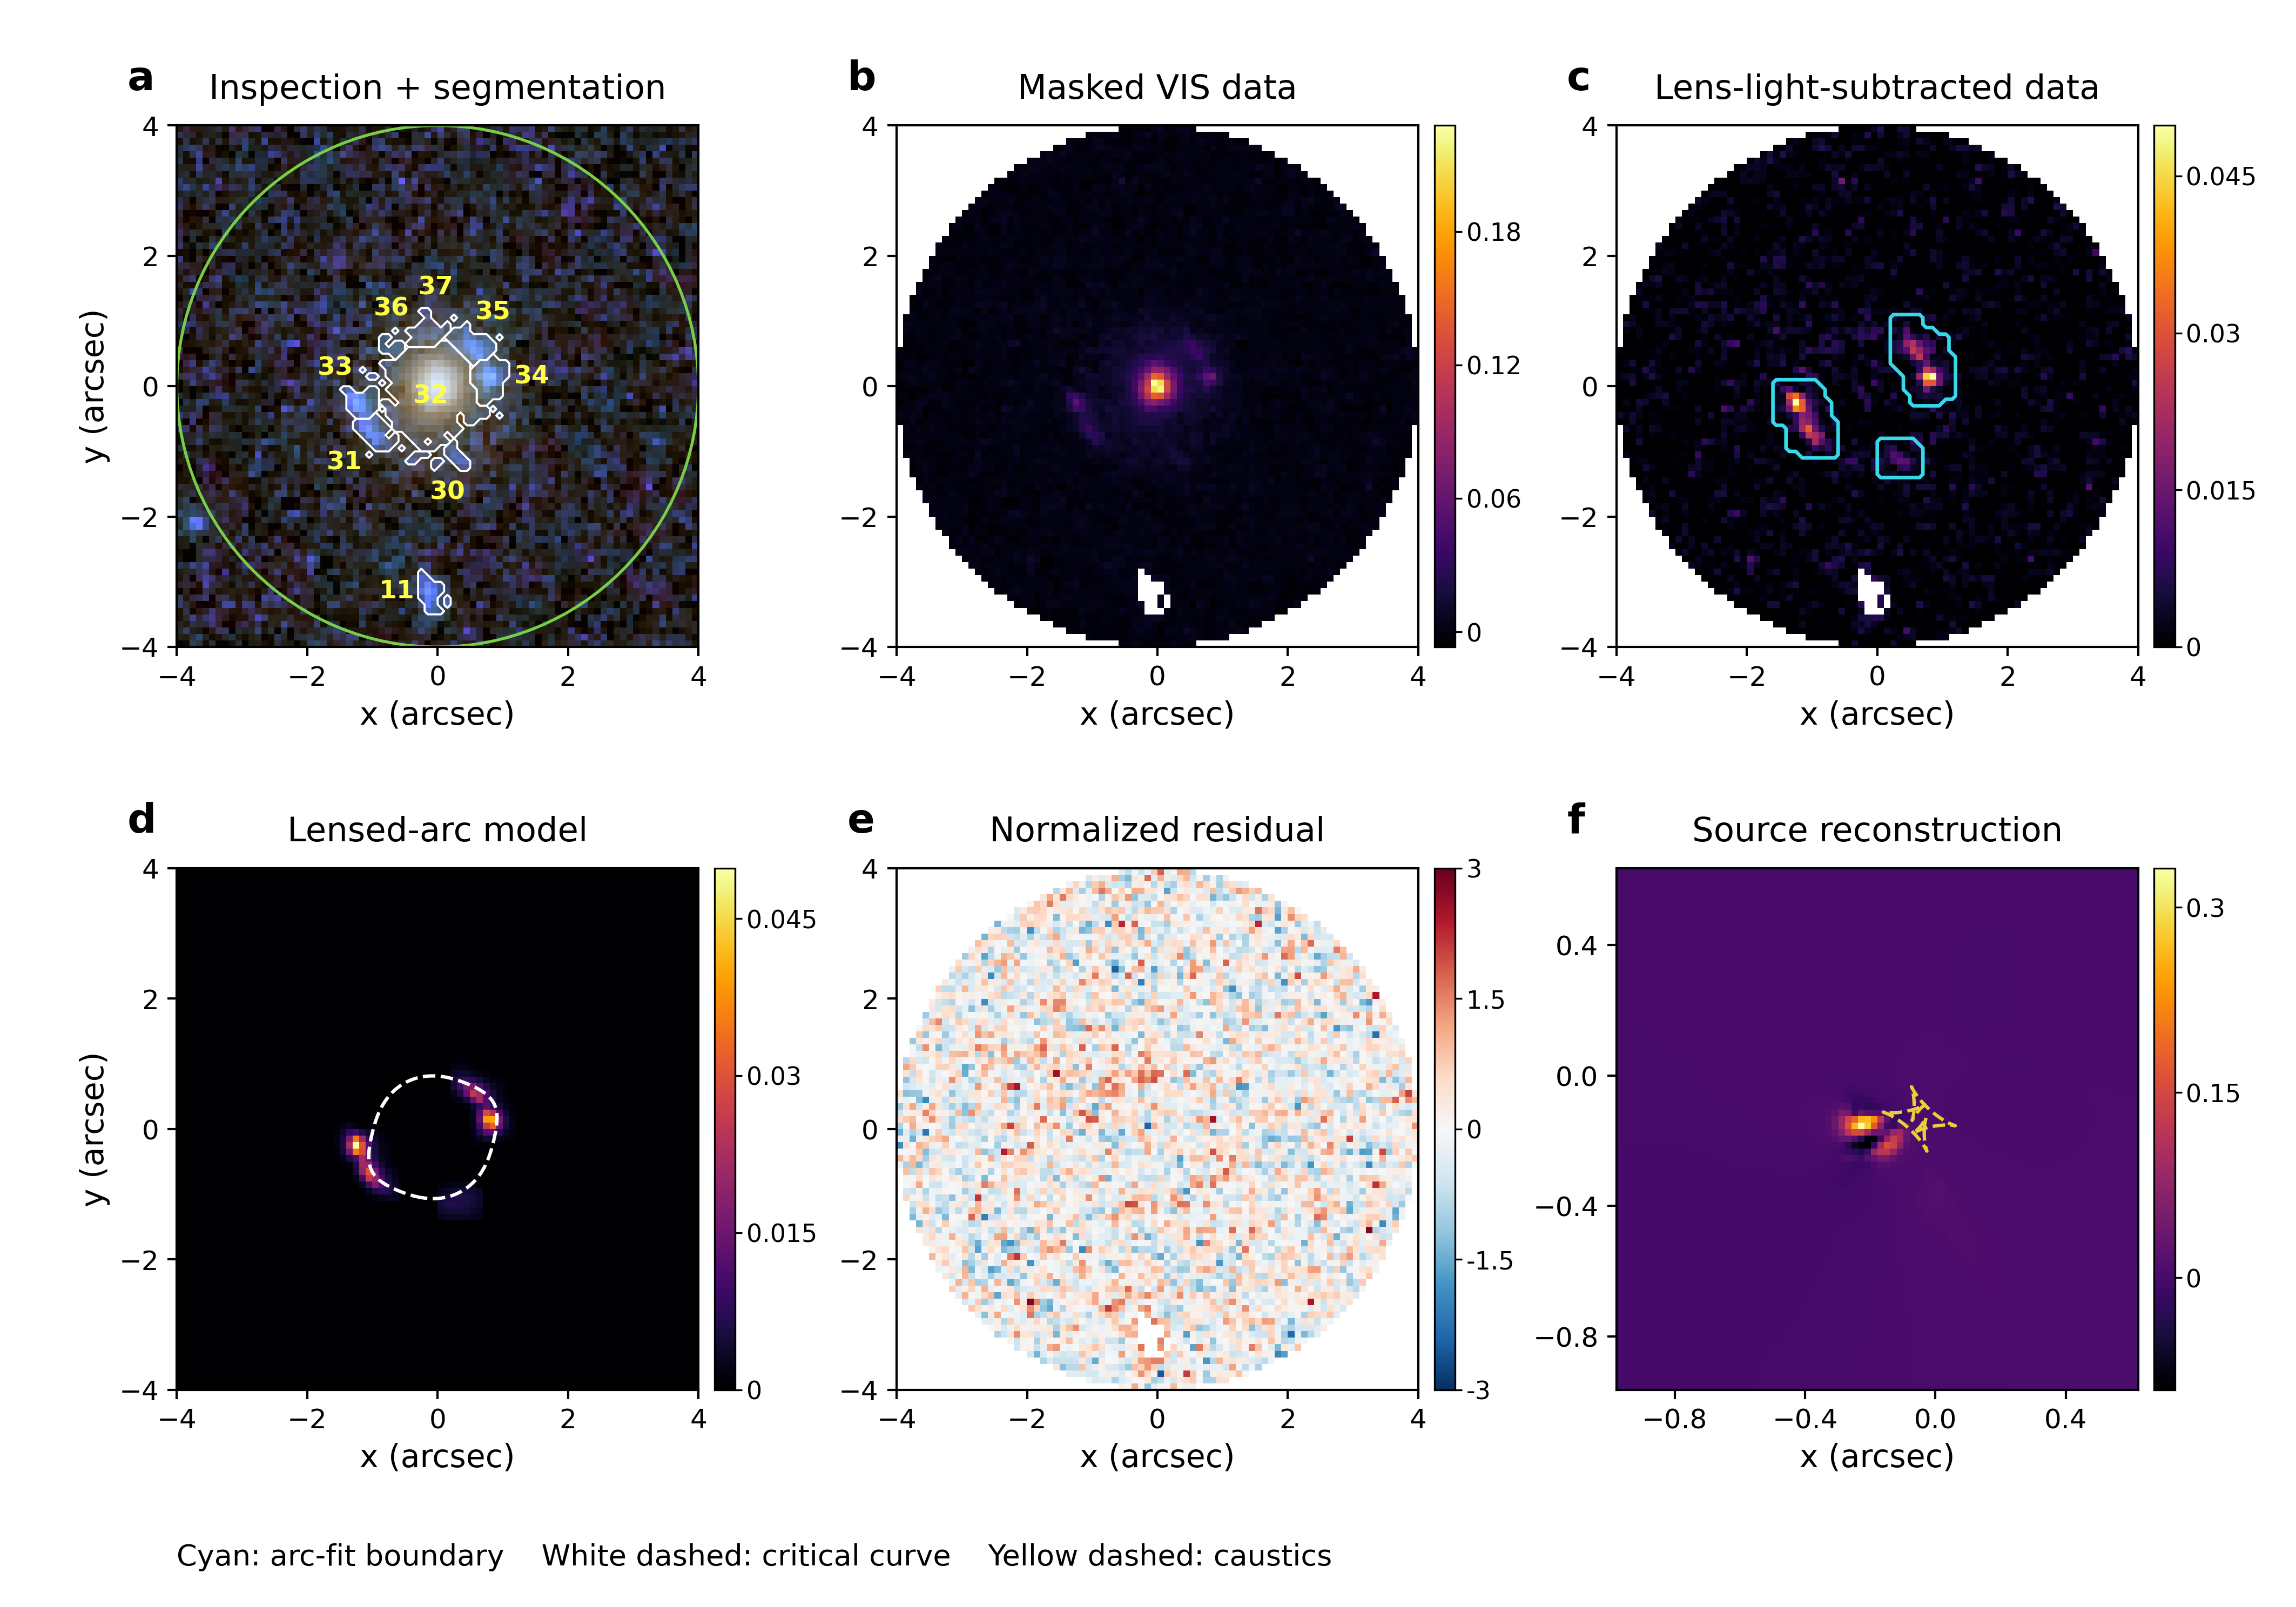 a Inspection + segmentation
b Masked VIS data
c Lens-light-subtracted data
4
2
0
−2
−4
−4 −2 0 2 4
x (arcsec)
y (arcsec)
37
36
35
33
34
32
31
30
11
4
2
0
−2
−4
−4 −2 0 2 4
x (arcsec)
0.18
0.12
0.06
0
4
2
0
−2
−4
−4 −2 0 2 4
x (arcsec)
0.045
0.03
0.015
0
d Lensed-arc model
e Normalized residual
f Source reconstruction
4
2
0
−2
−4
−4 −2 0 2 4
x (arcsec)
y (arcsec)
0.045
0.03
0.015
0
4
2
0
−2
−4
−4 −2 0 2 4
x (arcsec)
3
1.5
0
-1.5
-3
0.4
0.0
−0.4
−0.8
−0.8 −0.4 0.0 0.4
x (arcsec)
0.3
0.15
0
Cyan: arc-fit boundary White dashed: critical curve Yellow dashed: caustics